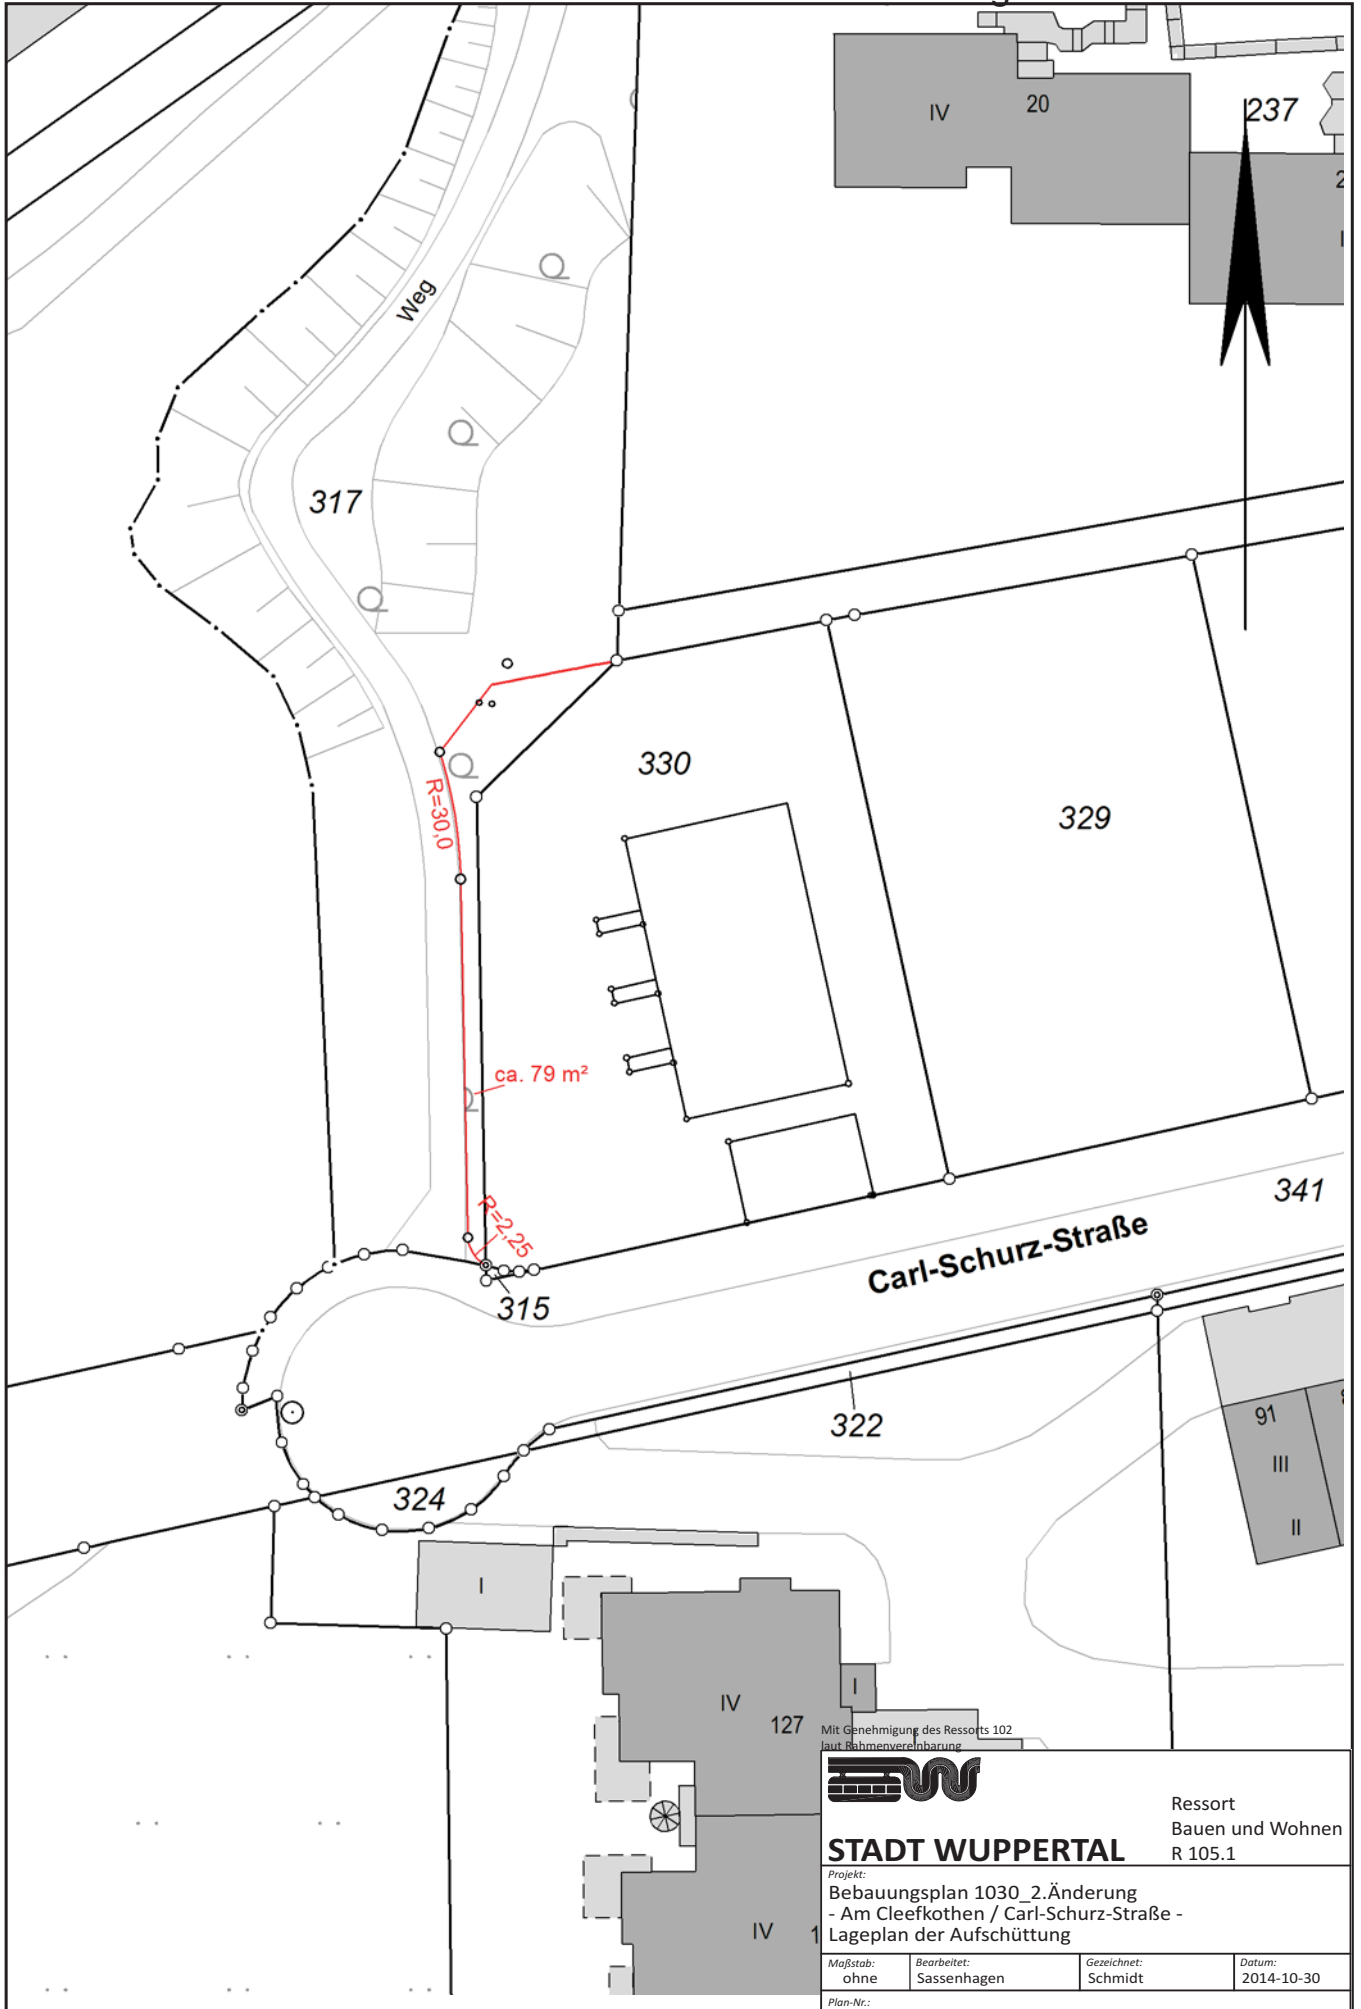 IV
20
237
2
Weg
317
330
329
R=30,0
ca. 79 m²
R=2,25
341
Carl-Schurz-Straße
315
322
91
III
II
324
I
IV
127
I
Mit Genehmigung des Ressorts 102
laut Rahmenvereinbarung
Ressort
Bauen und Wohnen
STADT WUPPERTAL
R 105.1
Projekt:
Bebauungsplan 1030_2.Änderung
- Am Cleefkothen / Carl-Schurz-Straße -
Lageplan der Aufschüttung
IV
1
Maßstab:
ohne
Bearbeitet:
Sassenhagen
Gezeichnet:
Schmidt
Datum:
2014-10-30
Plan-Nr.: